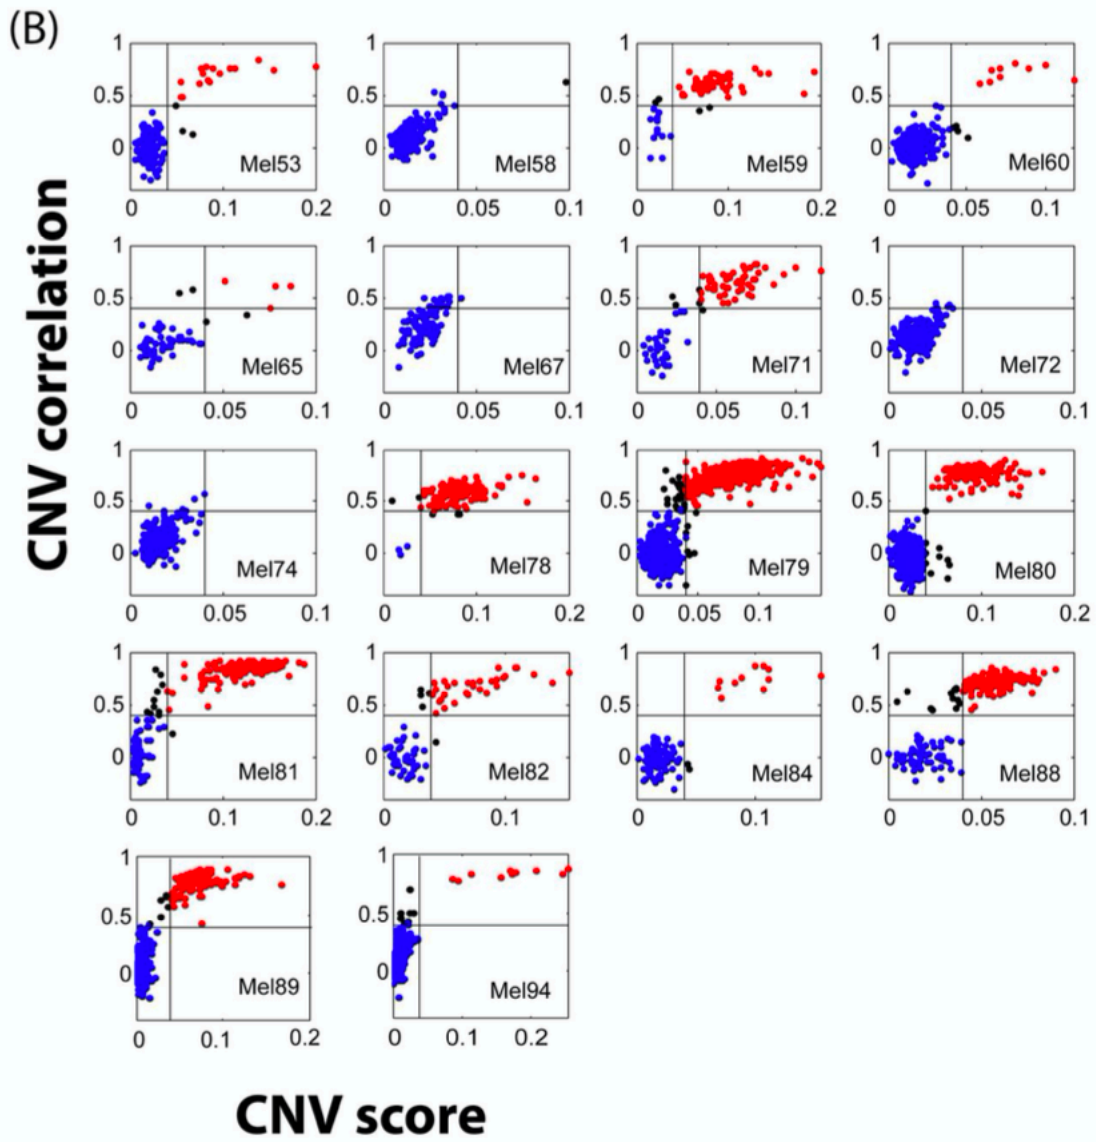 (B)
CNV correlation
1 1 1 1
0.5 0.5 0.5 0.5
0 0 0 0
Mel53 Mel58 Mel59 Mel60
0 0.1 0.2 0 0.05 0.1 0 0.1 0.2 0 0.05 0.1
1 1 1 1
0.5 0.5 0.5 0.5
0 0 0 0
Mel65 Mel67 Mel71 Mel72
0 0.05 0.1 0 0.05 0.1 0 0.05 0.1 0 0.05 0.1
1 1 1 1
0.5 0.5 0.5 0.5
0 0 0 0
Mel74 Mel78 Mel79 Mel80
0 0.05 0.1 0 0.1 0.2 0 0.05 0.1 0 0.1 0.2
1 1 1 1
0.5 0.5 0.5 0.5
0 0 0 0
Mel81 Mel82 Mel84 Mel88
0 0.1 0.2 0 0.1 0 0.1 0 0.05 0.1
1 1
0.5 0.5
0 0
Mel89 Mel94
0 0.1 0.2 0 0.1 0.2
CNV score